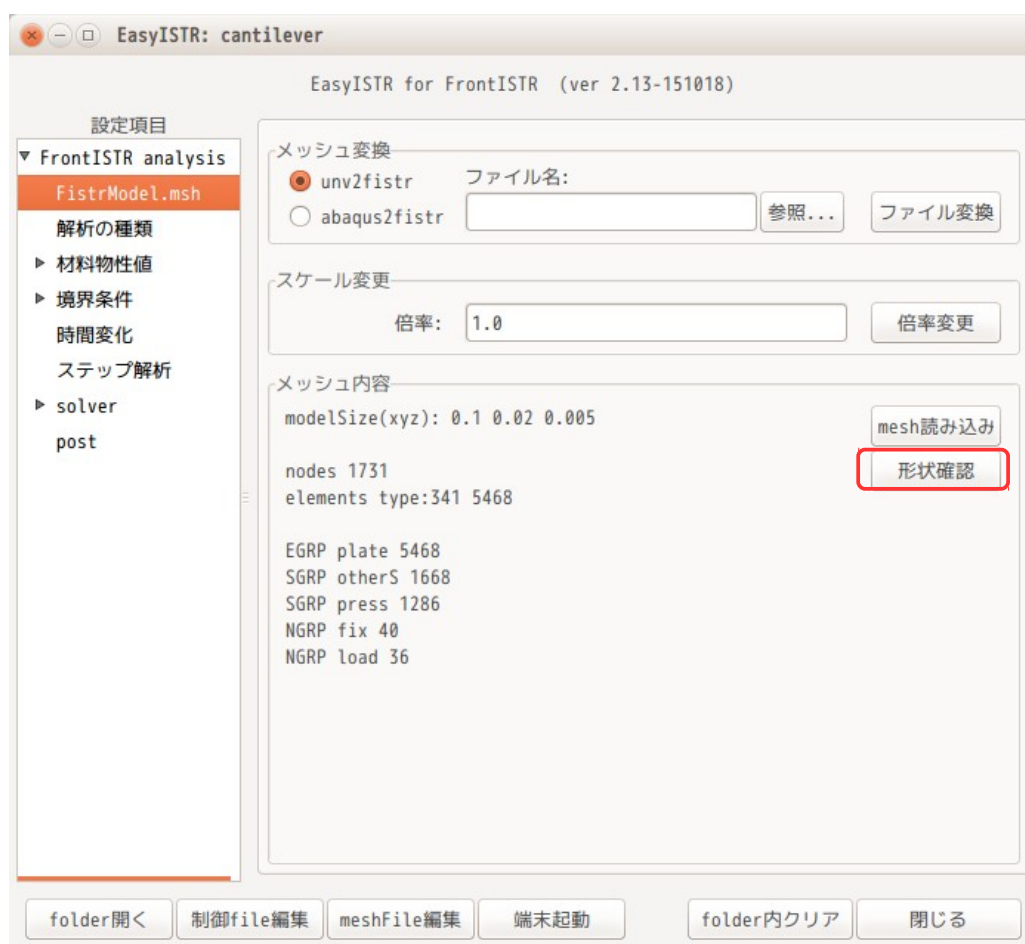 EasyISTR: cantilever
EasyISTR for FrontISTR (ver 2.13-151018)
設定項目
FrontISTR analysis
FistrModel.msh
解析の種類
材料物性値
境界条件
時間変化
ステップ解析
solver
post
メッシュ変換
unv2fistr
ファイル名:
abaqus2fistr
参照...
ファイル変換
スケール変更
倍率:
1.0
倍率変更
メッシュ内容
modelSize(xyz): 0.1 0.02 0.005
mesh読み込み
形状確認
nodes 1731
elements type:341 5468
EGRP plate 5468
SGRP otherS 1668
SGRP press 1286
NGRP fix 40
NGRP load 36
folder開く
制御file編集
meshFile編集
端末起動
folder内クリア
閉じる